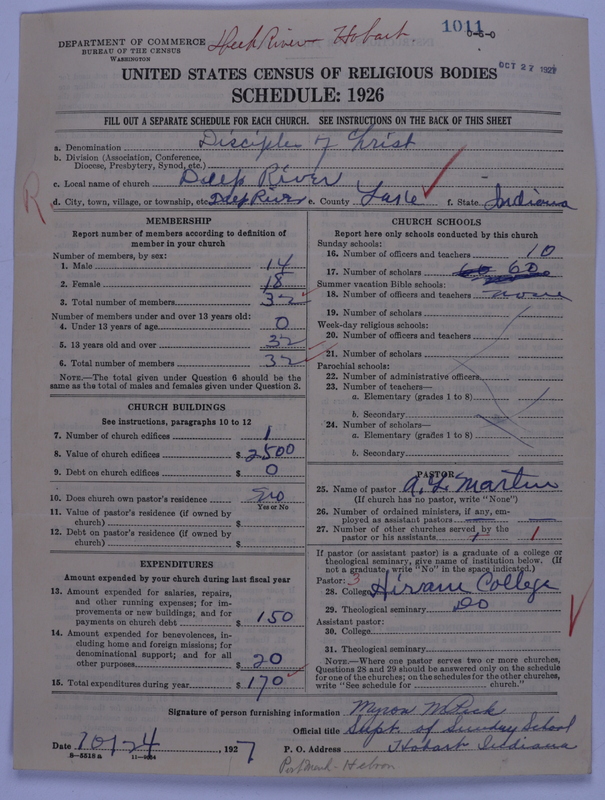 1011
DEPARTMENT OF COMMERCE Deep River Hobart
0-5-0
BUREAU OF THE CENSUS
WASHINGTON
OCT 27 1927
UNITED STATES CENSUS OF RELIGIOUS BODIES
SCHEDULE: 1926
FILL OUT A SEPARATE SCHEDULE FOR EACH CHURCH. SEE INSTRUCTIONS ON THE BACK OF THIS SHEET
a. Denomination Disciples of Christ
b. Division (Association, Conference,
Diocese, Presbytery, Synod, etc.)
c. Local name of church Deep River
R d. City, town, village, or township, etc. Deep River e. County Lake f. State Indiana
MEMBERSHIP
Report number of members according to definition of
member in your church
Number of members, by sex:
1. Male 14
2. Female 18
3. Total number of members 32
Number of members under and over 13 years old:
4. Under 13 years of age 0
5. 13 years old and over 32
6. Total number of members 32
NOTE.—The total given under Question 6 should be the
same as the total of males and females given under Question 3.
CHURCH BUILDINGS
See instructions, paragraphs 10 to 12
7. Number of church edifices 1
8. Value of church edifices $ 2500
9. Debt on church edifices $ 0
10. Does church own pastor's residence No
Yes or No
11. Value of pastor's residence (if owned by
church) $
12. Debt on pastor's residence (if owned by
church) $
EXPENDITURES
Amount expended by your church during last fiscal year
13. Amount expended for salaries, repairs,
and other running expenses; for im-
provements or new buildings; and for
payments on church debt $ 150
14. Amount expended for benevolences, in-
cluding home and foreign missions; for
denominational support; and for all
other purposes $ 20
15. Total expenditures during year $ 170
CHURCH SCHOOLS
Report here only schools conducted by this church
Sunday schools:
16. Number of officers and teachers 10
17. Number of scholars 60 60
Summer vacation Bible schools:
18. Number of officers and teachers none
19. Number of scholars
Week-day religious schools:
20. Number of officers and teachers
21. Number of scholars
Parochial schools:
22. Number of administrative officers
23. Number of teachers—
a. Elementary (grades 1 to 8)
b. Secondary
24. Number of scholars—
a. Elementary (grades 1 to 8)
b. Secondary
PASTOR
25. Name of pastor A. L. Martin
(If church has no pastor, write "None")
26. Number of ordained ministers, if any, em-
ployed as assistant pastors
27. Number of other churches served by the
pastor or his assistants 1 1
If pastor (or assistant pastor) is a graduate of a college or
theological seminary, give name of institution below. (If
not a graduate, write "No" in the space indicated.)
Pastor: 3
28. College Hiram College
29. Theological seminary Do
Assistant pastor:
30. College
31. Theological seminary
NOTE.—Where one pastor serves two or more churches,
Questions 28 and 29 should be answered only on the schedule
for one of the churches; on the schedules for the other churches,
write "See schedule for church."
Signature of person furnishing information Myron M. Peck
Official title Supt. of Sunday School
Date 10-24, 1927 P. O. Address Hobart Indiana
8-5518 a 11-9224
Postmark- Hebron